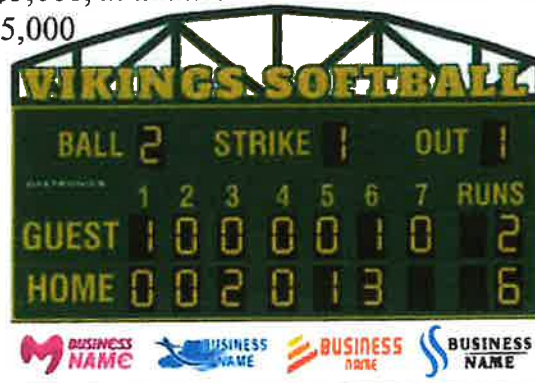 5,000
VIKINGS SOFTBALL
BALL 2 STRIKE 1 OUT 1
DAKTRONICS 1 2 3 4 5 6 7 RUNS
GUEST 1 0 0 0 0 1 0 2
HOME 0 0 2 0 1 3 6
BUSINESS NAME BUSINESS NAME BUSINESS NAME BUSINESS NAME